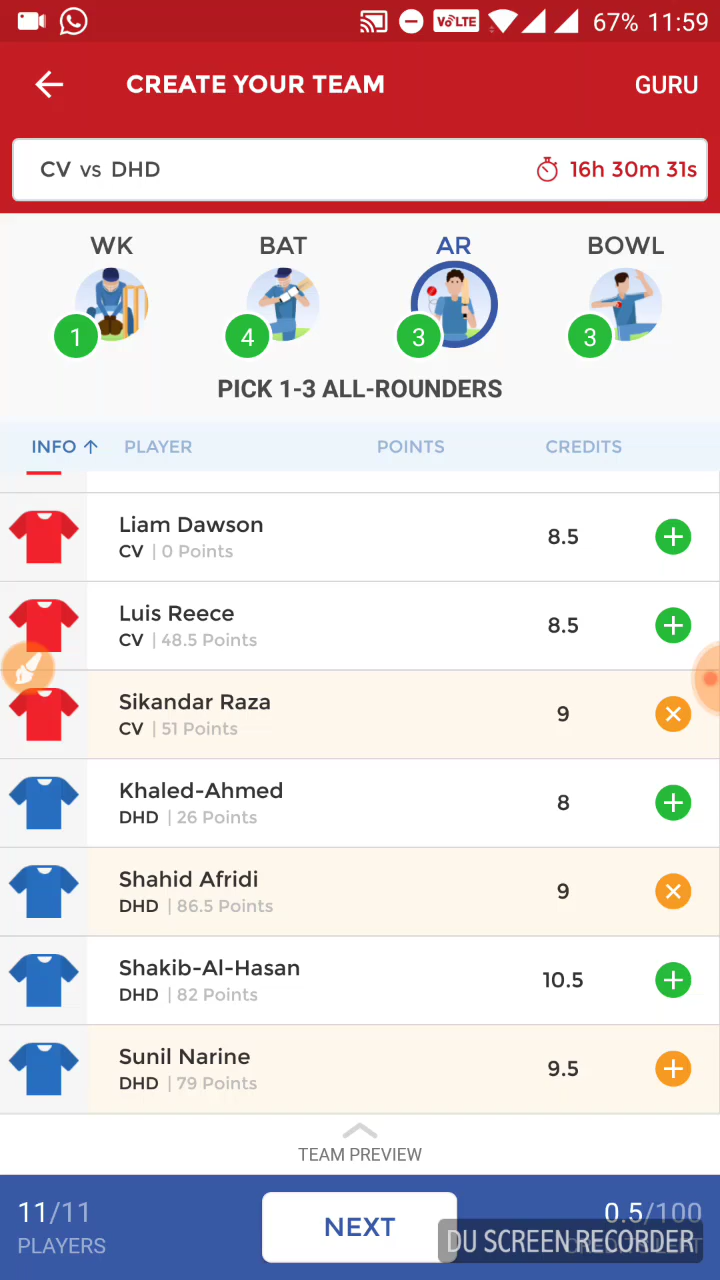 VoLTE 67% 11:59
CREATE YOUR TEAM GURU
CV vs DHD 16h 30m 31s
WK BAT AR BOWL
1 4 3 3
PICK 1-3 ALL-ROUNDERS
INFO ↑ PLAYER POINTS CREDITS
Liam Dawson 8.5
CV | 0 Points
Luis Reece 8.5
CV | 48.5 Points
Sikandar Raza 9
CV | 51 Points
Khaled-Ahmed 8
DHD | 26 Points
Shahid Afridi 9
DHD | 86.5 Points
Shakib-Al-Hasan 10.5
DHD | 82 Points
Sunil Narine 9.5
DHD | 79 Points
TEAM PREVIEW
11/11 NEXT 0.5/100
PLAYERS
DU SCREEN RECORDER